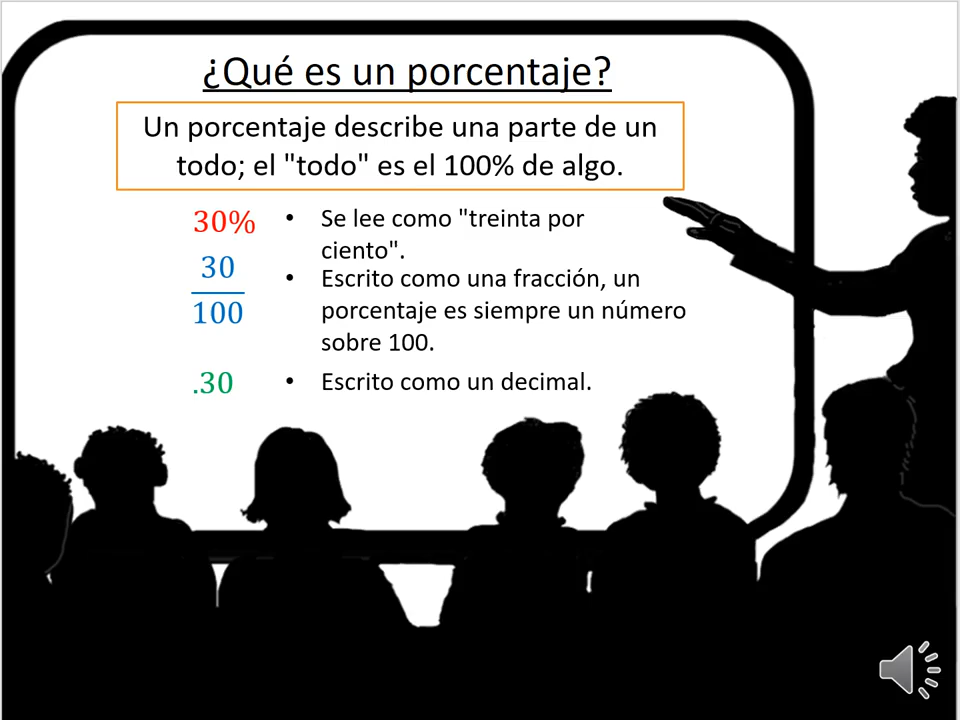 ¿Qué es un porcentaje?
Un porcentaje describe una parte de un
todo; el "todo" es el 100% de algo.
30% • Se lee como "treinta por
ciento".
30
100
• Escrito como una fracción, un
porcentaje es siempre un número
sobre 100.
.30 • Escrito como un decimal.